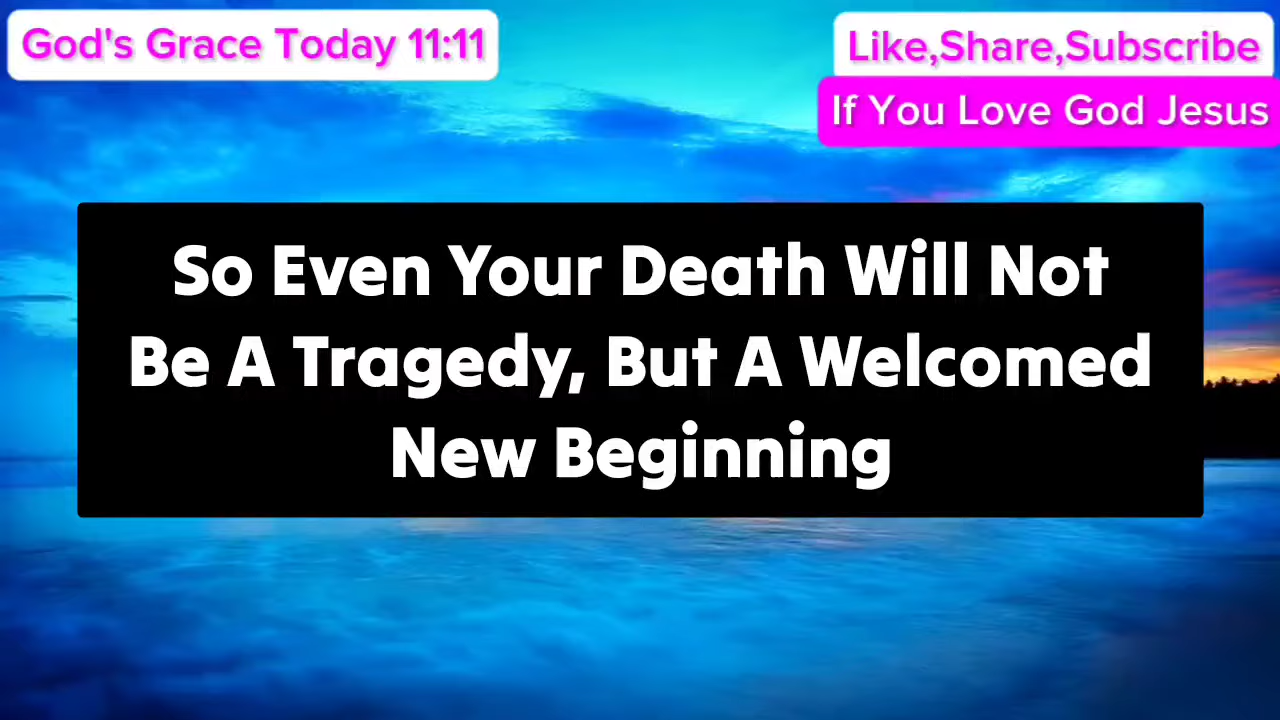 God's Grace Today 11:11
Like,Share,Subscribe
If You Love God Jesus
So Even Your Death Will Not
Be A Tragedy, But A Welcomed
New Beginning